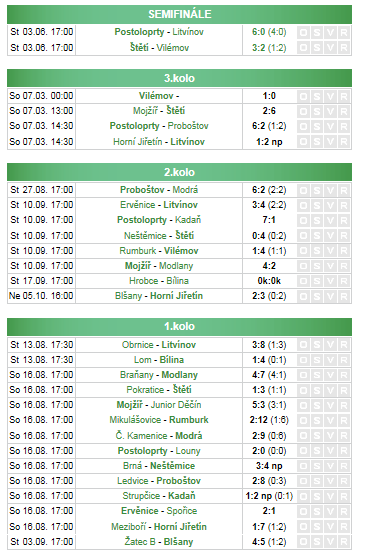 SEMIFINÁLE
St 03.06. 17:00 Postoloprty - Litvínov 6:0 (4:0) O S V R
St 03.06. 17:00 Štětí - Vilémov 3:2 (1:2) O S V R
3.kolo
So 07.03. 00:00 Vilémov - 1:0 O S V R
So 07.03. 13:00 Mojžíř - Štětí 2:6 O S V R
So 07.03. 14:30 Postoloprty - Proboštov 6:2 (1:2) O S V R
So 07.03. 14:30 Horní Jiřetín - Litvínov 1:2 np O S V R
2.kolo
St 27.08. 17:00 Proboštov - Modrá 6:2 (2:2) O S V R
St 10.09. 17:00 Ervěnice - Litvínov 3:4 (2:2) O S V R
St 10.09. 17:00 Postoloprty - Kadaň 7:1 O S V R
St 10.09. 17:00 Neštěmice - Štětí 0:4 (0:2) O S V R
St 10.09. 17:00 Rumburk - Vilémov 1:4 (1:1) O S V R
St 10.09. 17:00 Mojžíř - Modlany 4:2 O S V R
St 17.09. 17:00 Hrobce - Bílina 0k:0k O S V R
Ne 05.10. 16:00 Blšany - Horní Jiřetín 2:3 (0:2) O S V R
1.kolo
St 13.08. 17:30 Obrnice - Litvínov 3:8 (1:3) O S V R
St 13.08. 17:30 Lom - Bílina 1:4 (0:1) O S V R
So 16.08. 17:00 Braňany - Modlany 4:7 (4:1) O S V R
So 16.08. 17:00 Pokratice - Štětí 1:3 (1:1) O S V R
So 16.08. 17:00 Mojžíř - Junior Děčín 5:3 (3:1) O S V R
So 16.08. 17:00 Mikulášovice - Rumburk 2:12 (1:6) O S V R
So 16.08. 17:00 Č. Kamenice - Modrá 2:9 (0:6) O S V R
So 16.08. 17:00 Postoloprty - Louny 2:0 (0:0) O S V R
So 16.08. 17:00 Brná - Neštěmice 3:4 np O S V R
So 16.08. 17:00 Ledvice - Proboštov 2:8 (0:3) O S V R
So 16.08. 17:00 Strupčice - Kadaň 1:2 np (0:1) O S V R
So 16.08. 17:00 Ervěnice - Spořice 2:1 O S V R
So 16.08. 17:00 Meziboří - Horní Jiřetín 1:7 (1:2) O S V R
St 03.09. 17:00 Žatec B - Blšany 4:5 (1:2) O S V R